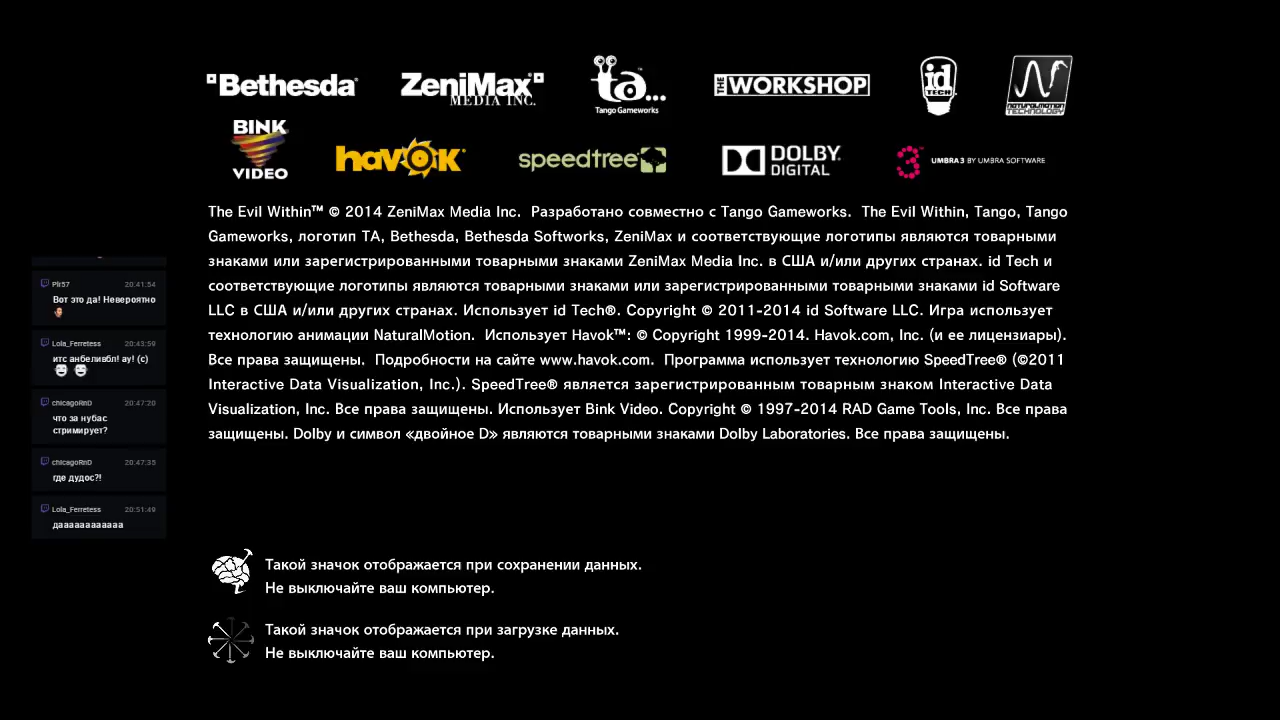 Bethesda
ZeniMax
MEDIA INC.
ta...
Tango Gameworks
THE WORKSHOP
id
TECH
NATURALMOTION
TECHNOLOGY
BINK
VIDEO
havok
speedtree
DOLBY
DIGITAL
3 UMBRA 3 BY UMBRA SOFTWARE
The Evil Within™ © 2014 ZeniMax Media Inc.  Разработано совместно с Tango Gameworks.  The Evil Within, Tango, Tango
Gameworks, логотип TA, Bethesda, Bethesda Softworks, ZeniMax и соответствующие логотипы являются товарными
знаками или зарегистрированными товарными знаками ZeniMax Media Inc. в США и/или других странах. id Tech и
соответствующие логотипы являются товарными знаками или зарегистрированными товарными знаками id Software
LLC в США и/или других странах. Использует id Tech®. Copyright © 2011-2014 id Software LLC. Игра использует
технологию анимации NaturalMotion.  Использует Havok™: © Copyright 1999-2014. Havok.com, Inc. (и ее лицензиары).
Все права защищены.  Подробности на сайте www.havok.com.  Программа использует технологию SpeedTree® (©2011
Interactive Data Visualization, Inc.). SpeedTree® является зарегистрированным товарным знаком Interactive Data
Visualization, Inc. Все права защищены. Использует Bink Video. Copyright © 1997-2014 RAD Game Tools, Inc. Все права
защищены. Dolby и символ «двойное D» являются товарными знаками Dolby Laboratories. Все права защищены.
Plr57 20:41:54
Вот это да! Невероятно
Lola_Ferretess 20:43:59
итс анбеливбл! ау! (с)
chicagoRnD 20:47:20
что за нубас
стримирует?
chicagoRnD 20:47:35
где дудос?!
Lola_Ferretess 20:51:49
даааааааааааа
Такой значок отображается при сохранении данных.
Не выключайте ваш компьютер.
Такой значок отображается при загрузке данных.
Не выключайте ваш компьютер.